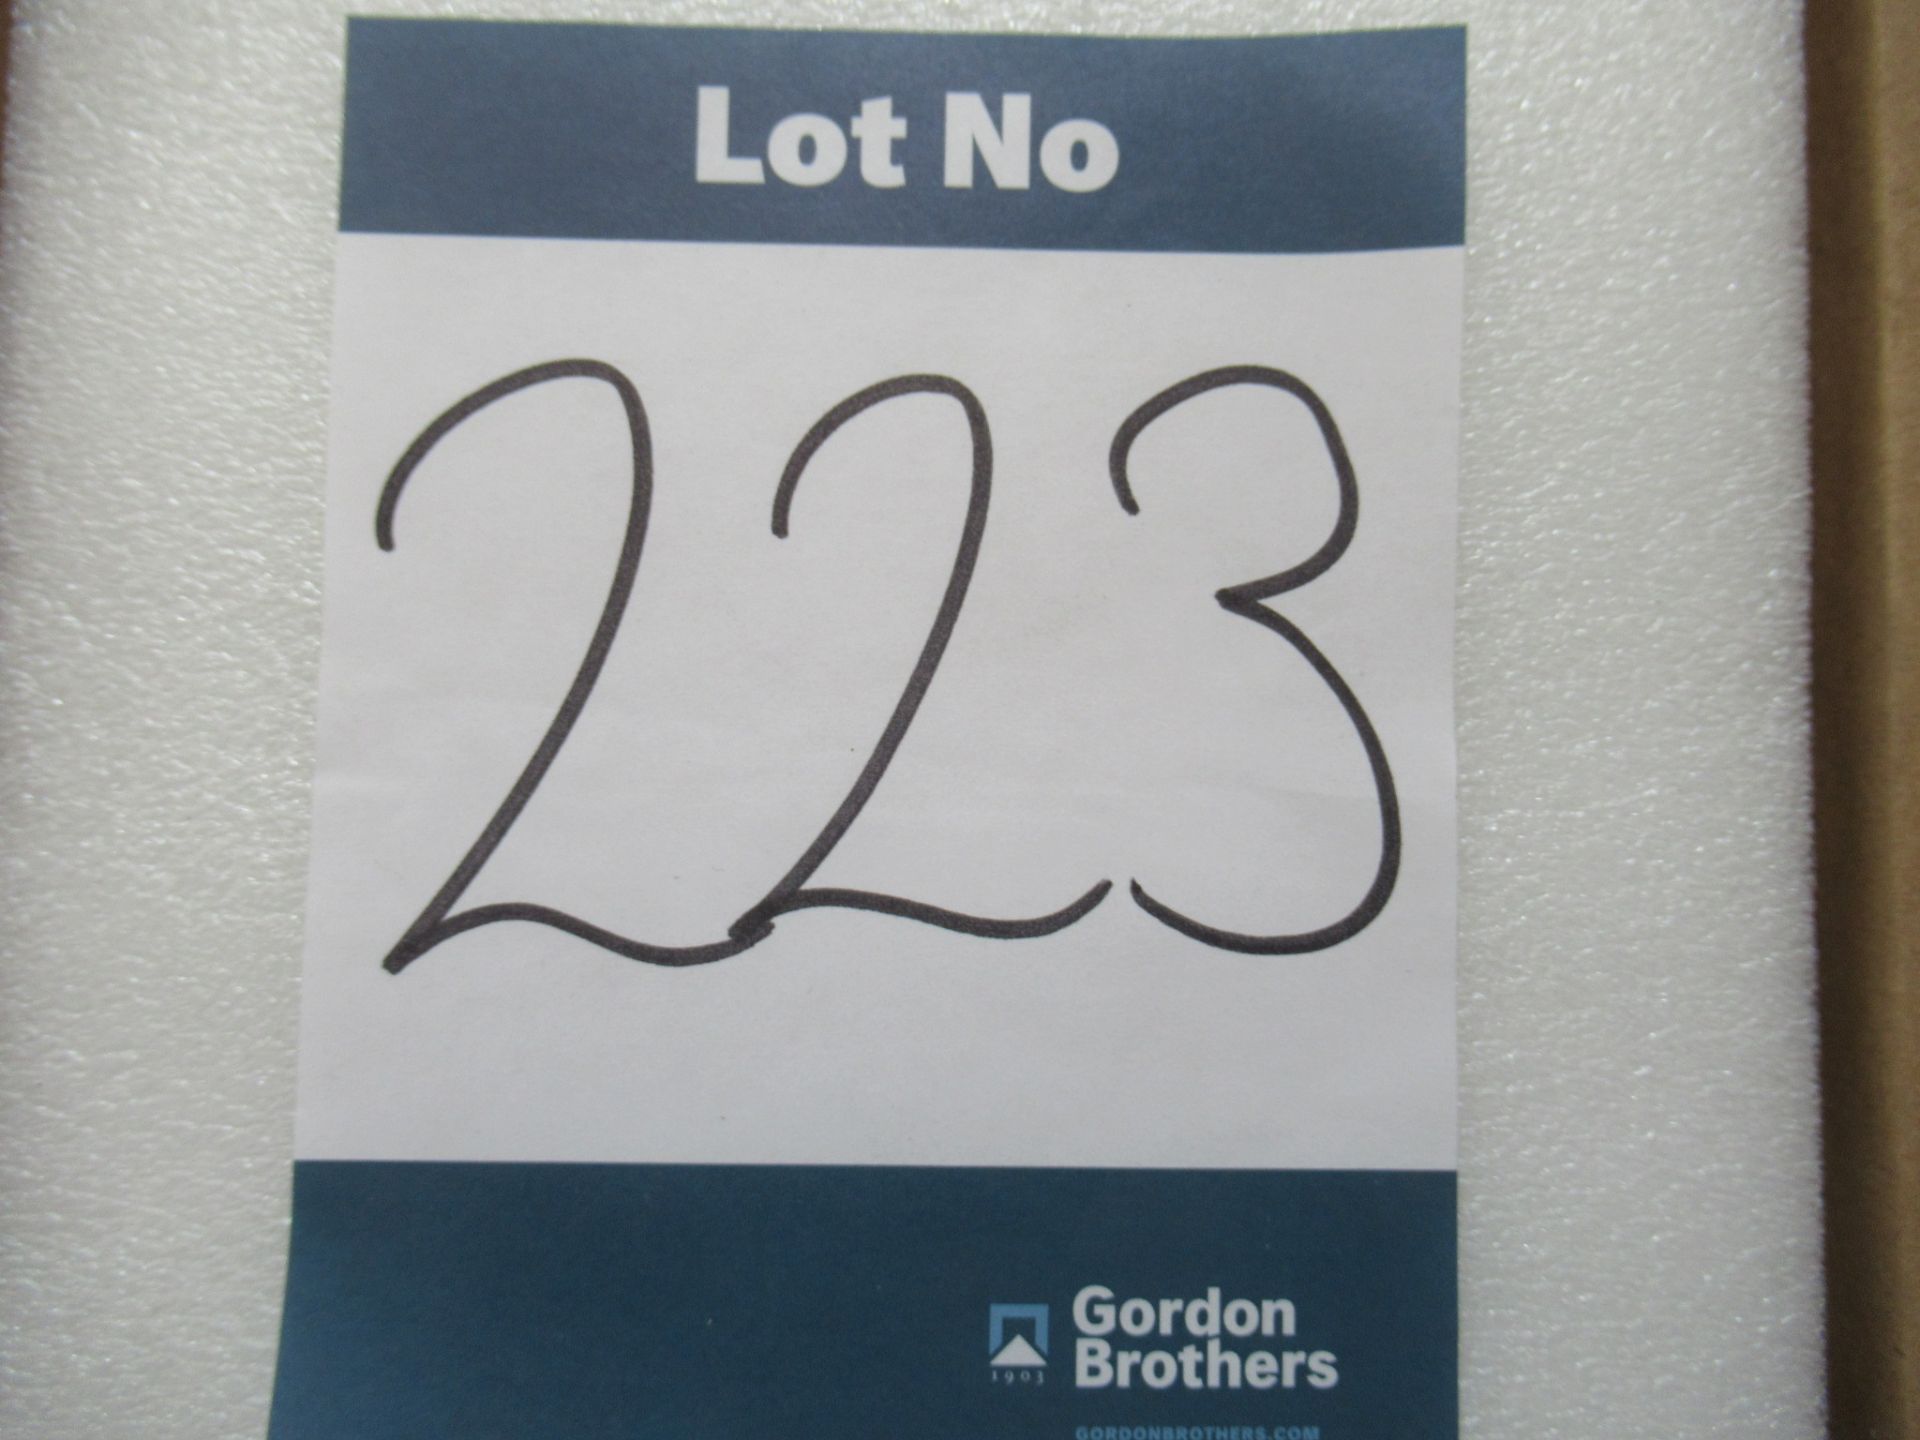 Lot No
223
Gordon
Brothers
1903
GORDONBROTHERS.COM